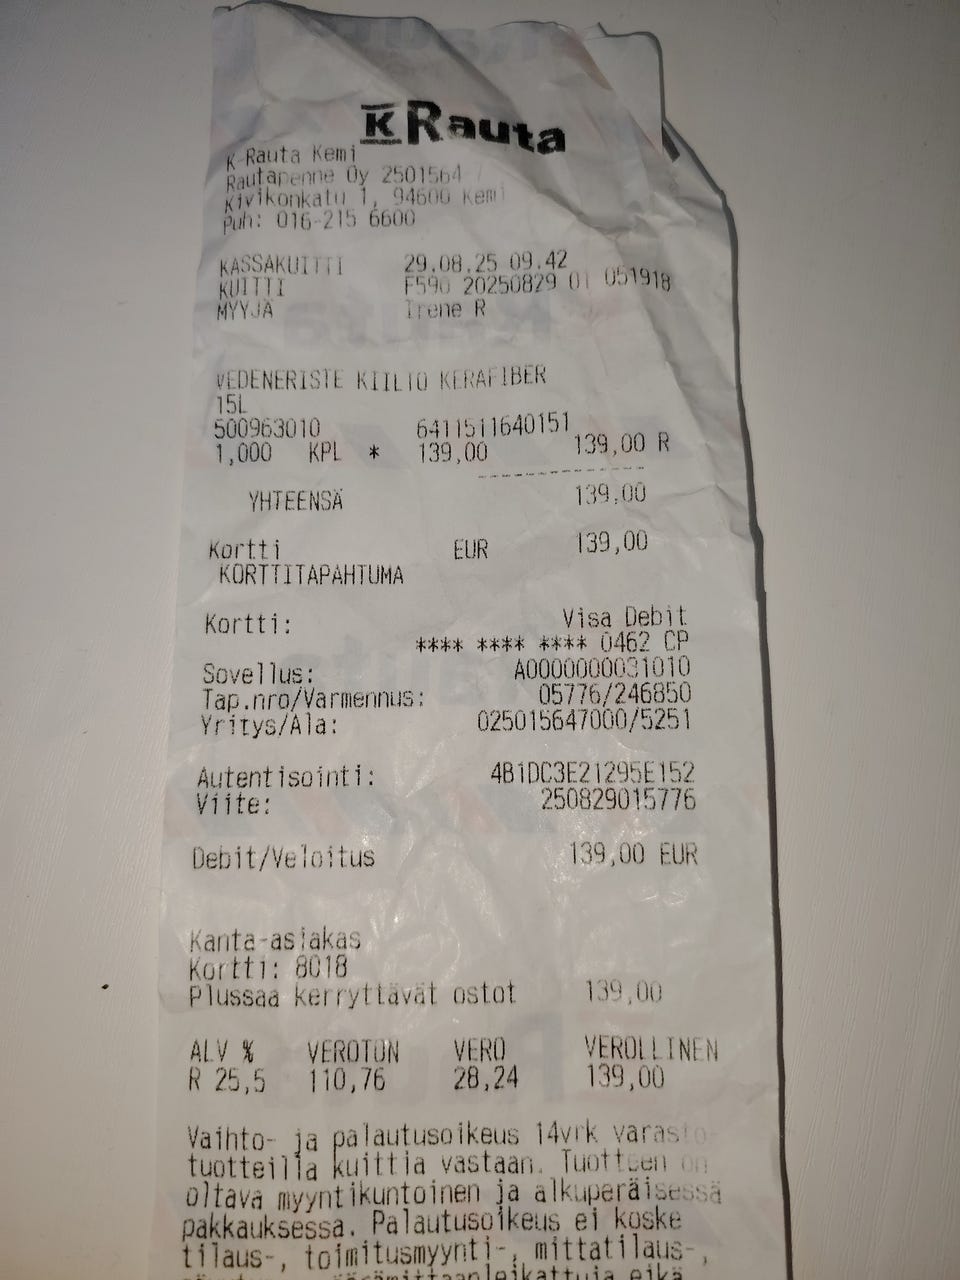 K Rauta
K-Rauta Kemi
Rautapenne Oy 2501564-7
Kivikonkatu 1, 94600 Kemi
Puh: 016-215 6600
KASSAKUITTI 29.08.25 09.42
KUITTI F590 20250829 01 051918
MYYJÄ Irene R
VEDENERISTE KIILTO KERAFIBER
15L
500963010 6411511640151
1,000 KPL * 139,00 139,00 R
YHTEENSÄ 139,00
Kortti EUR 139,00
KORTTITAPAHTUMA
Kortti: Visa Debit
**** **** **** 0462 CP
Sovellus: A0000000031010
Tap.nro/Varmennus: 05776/246850
Yritys/Ala: 025015647000/5251
Autentisointi: 4B1DC3E21295E152
Viite: 250829015776
Debit/Veloitus 139,00 EUR
Kanta-asiakas
Kortti: 8018
Plussaa kerryttävät ostot 139,00
ALV % VEROTON VERO VEROLLINEN
R 25,5 110,76 28,24 139,00
Vaihto- ja palautusoikeus 14vrk varasto-
tuotteilla kuittia vastaan. Tuotteen on
oltava myyntikuntoinen ja alkuperäisessä
pakkauksessa. Palautusoikeus ei koske
tilaus-, toimitusmyynti-, mittatilaus-,
eikä